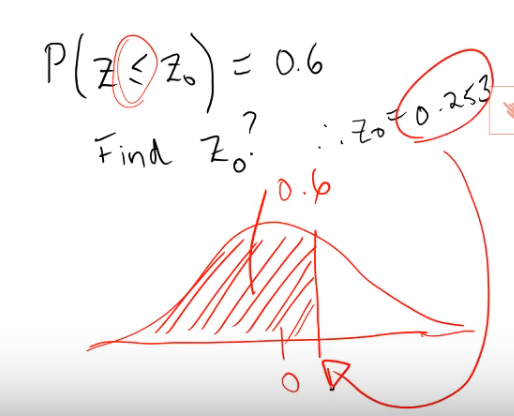 P(z ≤ z₀) = 0.6
Find z₀?
∴ z₀ = 0.253
0.6
0